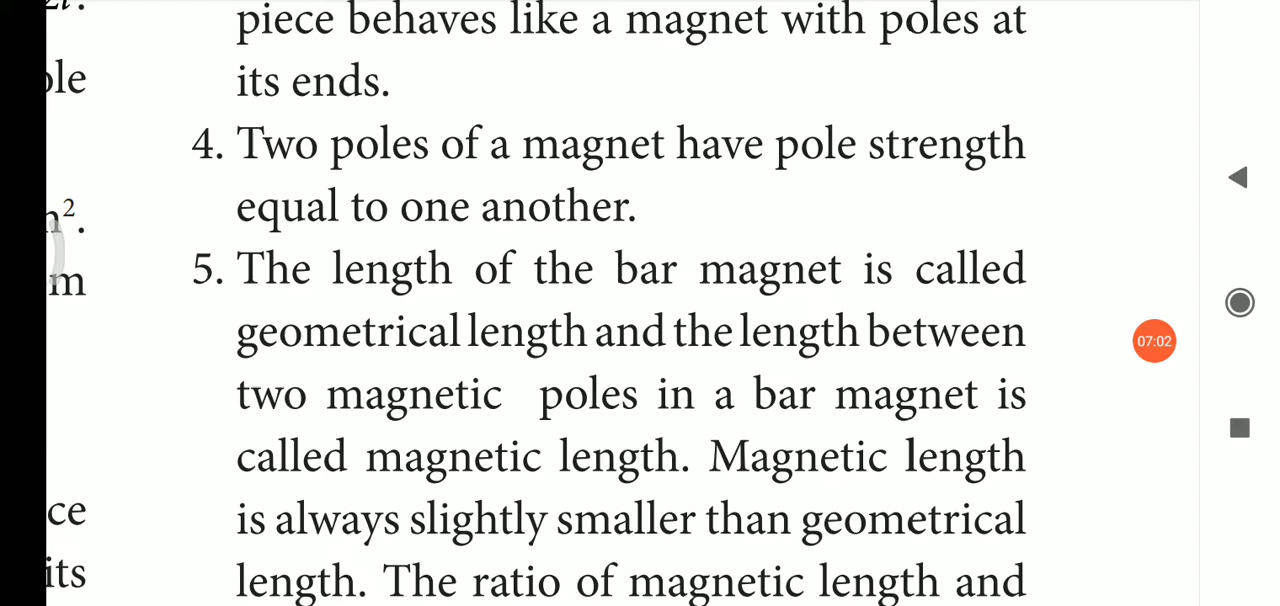 piece behaves like a magnet with poles at
its ends.
4. Two poles of a magnet have pole strength
equal to one another.
5. The length of the bar magnet is called
geometrical length and the length between
two magnetic poles in a bar magnet is
called magnetic length. Magnetic length
is always slightly smaller than geometrical
length. The ratio of magnetic length and
ce
its
07:02